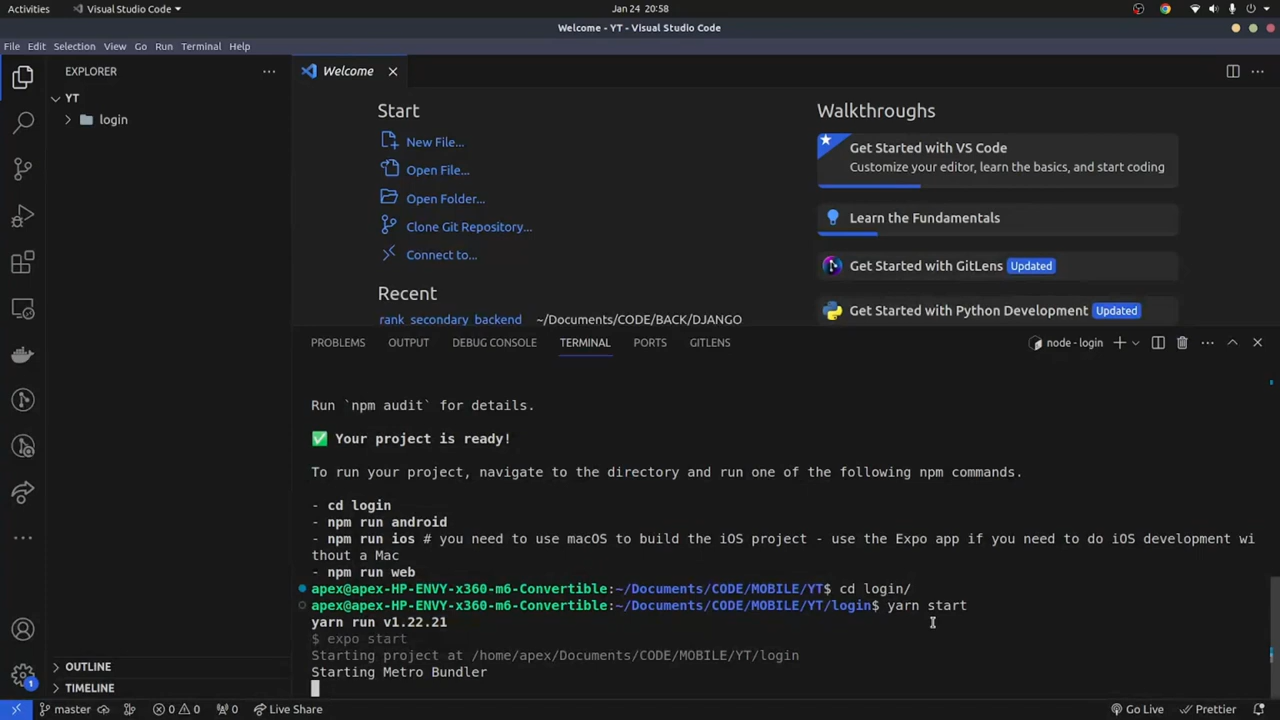 Activities
Visual Studio Code
Jan 24 20:58
Welcome - YT - Visual Studio Code
File Edit Selection View Go Run Terminal Help
EXPLORER
YT
login
Welcome
Start
New File...
Open File...
Open Folder...
Clone Git Repository...
Connect to...
Recent
rank_secondary_backend ~/Documents/CODE/BACK/DJANGO
Walkthroughs
Get Started with VS Code
Customize your editor, learn the basics, and start coding
Learn the Fundamentals
Get Started with GitLens Updated
Get Started with Python Development Updated
PROBLEMS OUTPUT DEBUG CONSOLE TERMINAL PORTS GITLENS
node - login
Run `npm audit` for details.
✅ Your project is ready!
To run your project, navigate to the directory and run one of the following npm commands.
- cd login
- npm run android
- npm run ios # you need to use macOS to build the iOS project - use the Expo app if you need to do iOS development wi
thout a Mac
- npm run web
apex@apex-HP-ENVY-x360-m6-Convertible:~/Documents/CODE/MOBILE/YT$ cd login/
apex@apex-HP-ENVY-x360-m6-Convertible:~/Documents/CODE/MOBILE/YT/login$ yarn start
yarn run v1.22.21
$ expo start
Starting project at /home/apex/Documents/CODE/MOBILE/YT/login
Starting Metro Bundler
OUTLINE
TIMELINE
1
master
0 0
0
Live Share
Go Live
Prettier